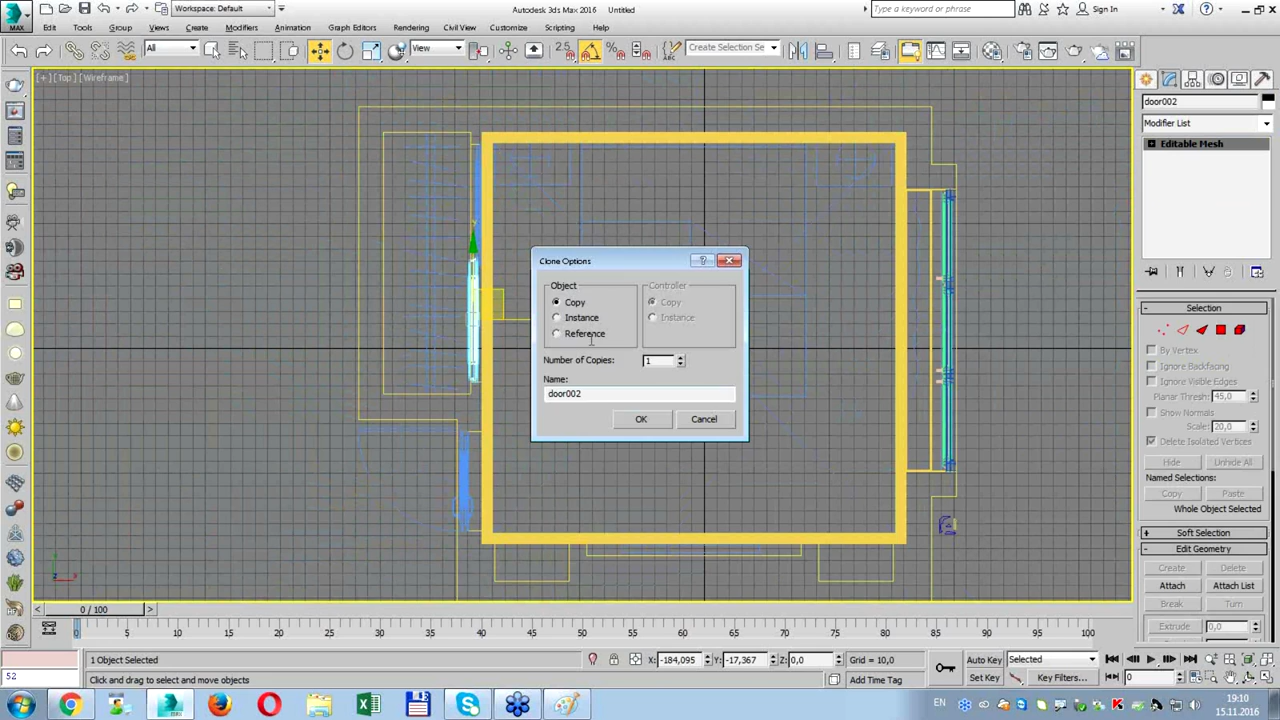 MAX
Workspace: Default
Autodesk 3ds Max 2016    Untitled
Type a keyword or phrase
Sign In
Edit Tools Group Views Create Modifiers Animation Graph Editors Rendering Civil View Customize Scripting Help
All
View
2.5
Create Selection Se
[+] [Top] [Wireframe]
door002
Modifier List
Editable Mesh
Clone Options
Object
Copy
Instance
Reference
Controller
Copy
Instance
Number of Copies: 1
Name:
door002
OK Cancel
Selection
By Vertex
Ignore Backfacing
Ignore Visible Edges
Planar Thresh: 45,0
Show Normals
Scale: 20,0
Delete Isolated Vertices
Hide Unhide All
Named Selections:
Copy Paste
Whole Object Selected
Soft Selection
Edit Geometry
Create Delete
Attach Attach List
Break Turn
Extrude 0,0
0 / 100
0 5 10 15 20 25 30 35 40 45 50 55 60 65 70 75 80 85 90 95 100
52
1 Object Selected
X: -184,095 Y: -17,367 Z: 0,0 Grid = 10,0
Auto Key Selected
Click and drag to select and move objects
Add Time Tag
Set Key Key Filters... 0
EN 19:10
15.11.2016